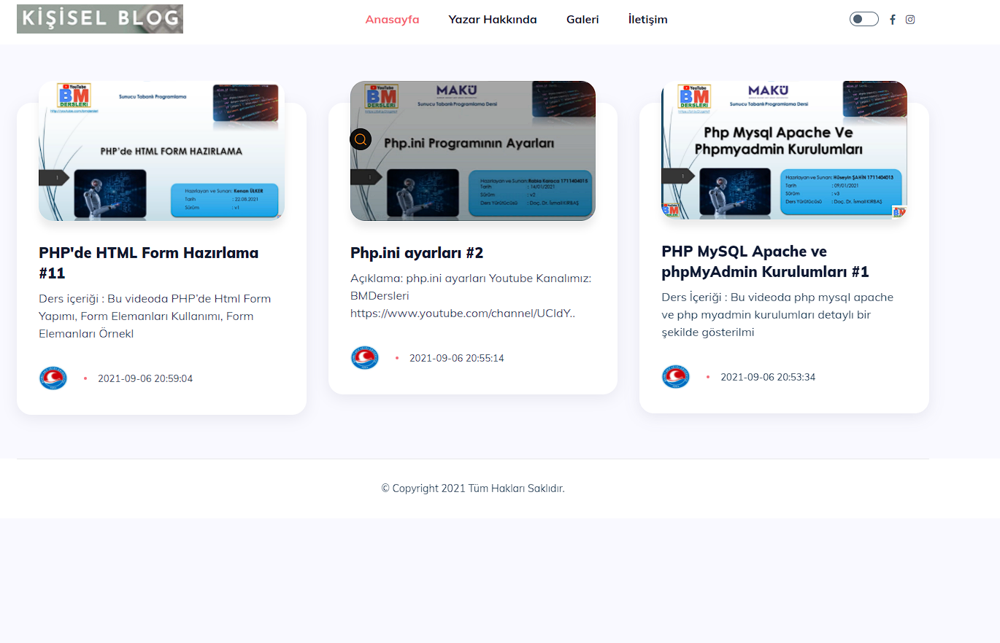 KİŞİSEL BLOG
Anasayfa
Yazar Hakkında
Galeri
İletişim
YouTube
BM
DERSLERİ
Sunucu Tabanlı Programlama
PHP'de HTML FORM HAZIRLAMA
1
Hazırlayan ve Sunan: Kenan ÜLKER
Tarih : 22.08.2021
Sürüm : v1
PHP'de HTML Form Hazırlama
#11
Ders içeriği : Bu videoda PHP’de Html Form
Yapımı, Form Elemanları Kullanımı, Form
Elemanları Örnekl
2021-09-06 20:59:04
YouTube
BM
DERSLERİ
MAKÜ
Sunucu Tabanlı Programlama Dersi
Php.ini Programının Ayarları
1
Hazırlayan ve Sunan: Rabia Karaca 1711404015
Tarih : 14/01/2021
Sürüm : v2
Ders Yürütücüsü : Doç. Dr. İsmail KIRBAŞ
Php.ini ayarları #2
Açıklama: php.ini ayarları Youtube Kanalımız:
BMDersleri
https://www.youtube.com/channel/UCIdY..
2021-09-06 20:55:14
YouTube
BM
DERSLERİ
MAKÜ
Sunucu Tabanlı Programlama Dersi
Php Mysql Apache Ve
Phpmyadmin Kurulumları
1
Hazırlayan ve Sunan: Hüseyin ŞAHİN 1711404013
Tarih : 09/01/2021
Sürüm : v3
Ders Yürütücüsü : Doç. Dr. İsmail KIRBAŞ
BM
BM
PHP MySQL Apache ve
phpMyAdmin Kurulumları #1
Ders İçeriği : Bu videoda php mysql apache
ve php myadmin kurulumları detaylı bir
şekilde gösterilmi
2021-09-06 20:53:34
© Copyright 2021 Tüm Hakları Saklıdır.